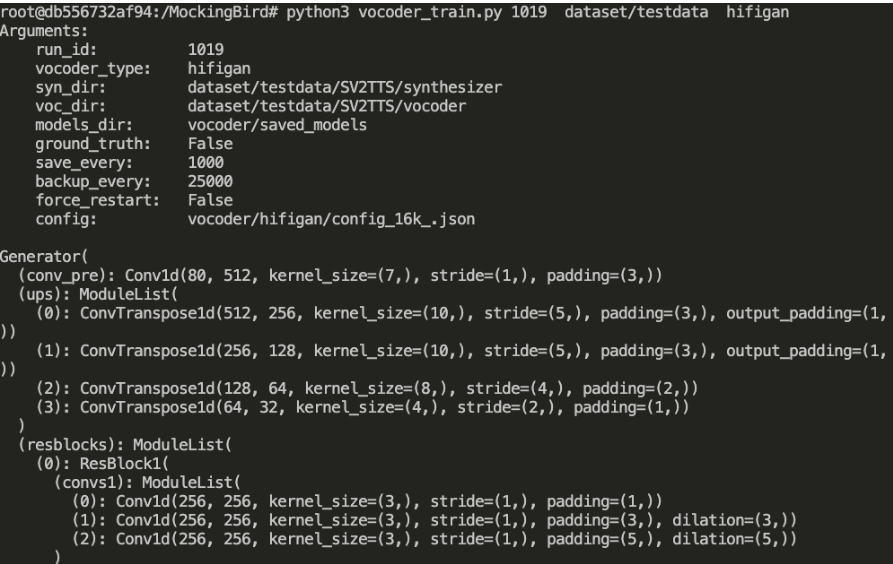 root@db556732af94:/MockingBird# python3 vocoder_train.py 1019  dataset/testdata  hifigan
Arguments:
    run_id:          1019
    vocoder_type:    hifigan
    syn_dir:         dataset/testdata/SV2TTS/synthesizer
    voc_dir:         dataset/testdata/SV2TTS/vocoder
    models_dir:      vocoder/saved_models
    ground_truth:    False
    save_every:      1000
    backup_every:    25000
    force_restart:   False
    config:          vocoder/hifigan/config_16k_.json

Generator(
  (conv_pre): Conv1d(80, 512, kernel_size=(7,), stride=(1,), padding=(3,))
  (ups): ModuleList(
    (0): ConvTranspose1d(512, 256, kernel_size=(10,), stride=(5,), padding=(3,), output_padding=(1,
))
    (1): ConvTranspose1d(256, 128, kernel_size=(10,), stride=(5,), padding=(3,), output_padding=(1,
))
    (2): ConvTranspose1d(128, 64, kernel_size=(8,), stride=(4,), padding=(2,))
    (3): ConvTranspose1d(64, 32, kernel_size=(4,), stride=(2,), padding=(1,))
  )
  (resblocks): ModuleList(
    (0): ResBlock1(
      (convs1): ModuleList(
        (0): Conv1d(256, 256, kernel_size=(3,), stride=(1,), padding=(1,))
        (1): Conv1d(256, 256, kernel_size=(3,), stride=(1,), padding=(3,), dilation=(3,))
        (2): Conv1d(256, 256, kernel_size=(3,), stride=(1,), padding=(5,), dilation=(5,))
      )